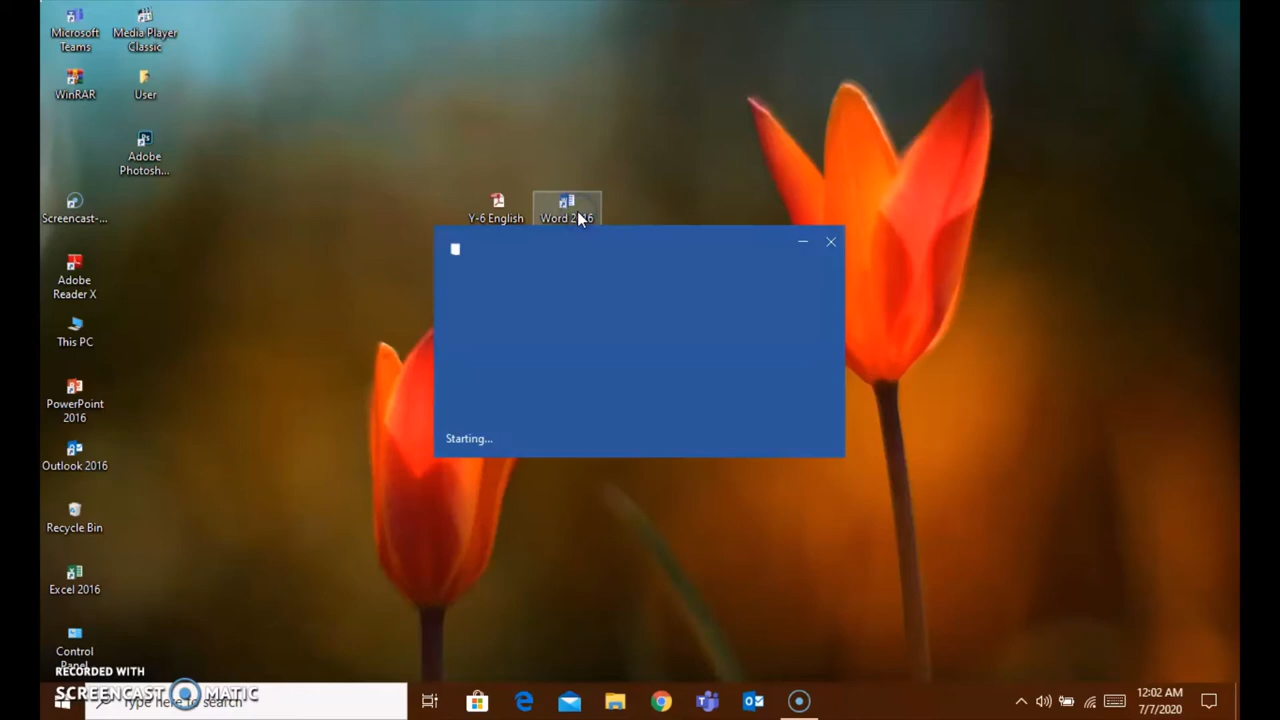 Microsoft
Teams
Media Player
Classic
WinRAR
User
Adobe
Photosh...
Screencast-...
Y-6 English
Word 2016
Adobe
Reader X
This PC
PowerPoint
2016
Starting...
Outlook 2016
Recycle Bin
Excel 2016
Control
Panel
RECORDED WITH
SCREENCAST MATIC
Type here to search
12:02 AM
7/7/2020